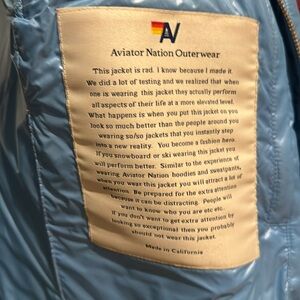 AV
Aviator Nation Outerwear
This jacket is rad. I know because I made it.
We did a lot of testing and we realized that when
one is wearing this jacket they actually perform
all aspects of their life at a more elevated level.
What happens is when you put this jacket on you
look so much better than the people around you
wearing so/so jackets that you instantly step
into a new reality. You become a fashion hero.
If you snowboard or ski wearing this jacket you
will perform better. Similar to the experience of
wearing Aviator Nation hoodies and sweatpants,
when you wear this jacket you will attract a lot of
attention. Be prepared for the extra attention
because it can be distracting. People will
want to know who you are etc etc..
if you don't want to get extra attention by
looking so exceptional then you probably
should not wear this jacket.
Made in California